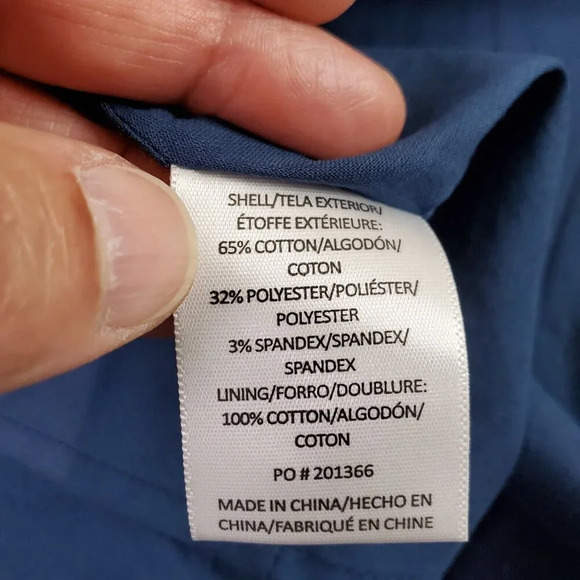 SHELL/TELA EXTERIOR/
ÉTOFFE EXTÉRIEURE:
65% COTTON/ALGODÓN/
COTON
32% POLYESTER/POLIÉSTER/
POLYESTER
3% SPANDEX/SPANDEX/
SPANDEX
LINING/FORRO/DOUBLURE:
100% COTTON/ALGODÓN/
COTON
PO # 201366
MADE IN CHINA/HECHO EN
CHINA/FABRIQUÉ EN CHINE